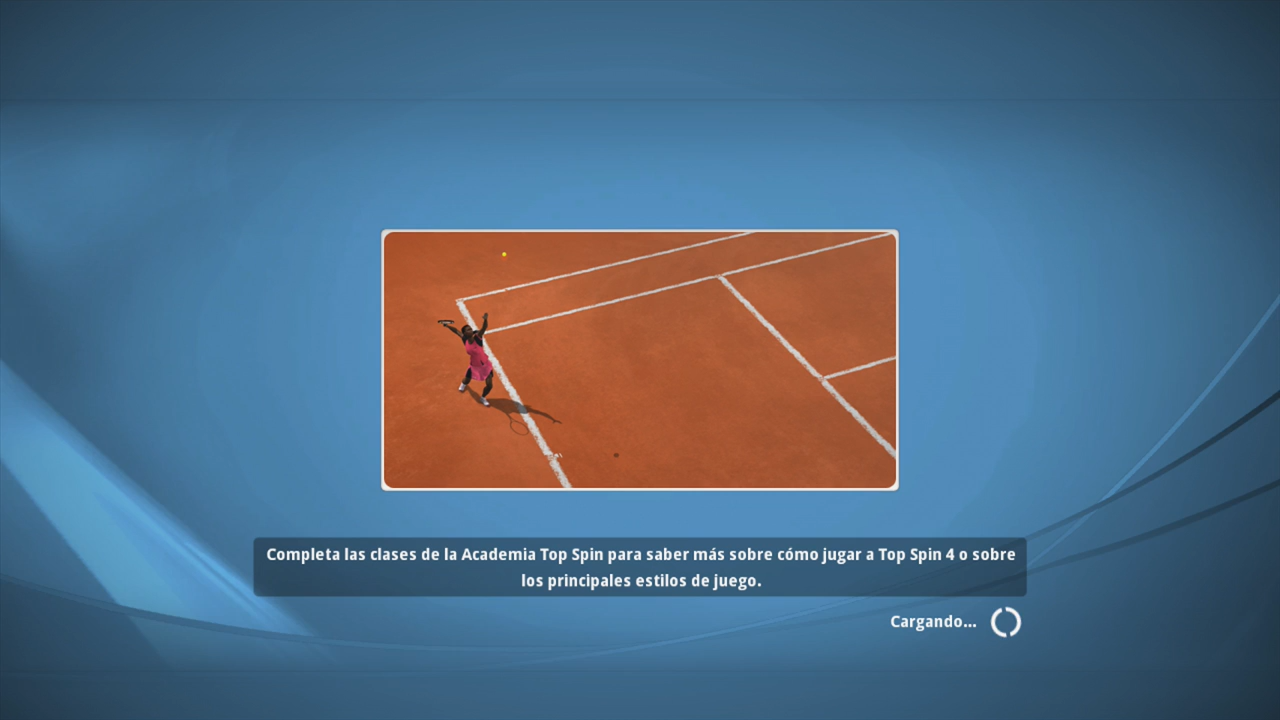 Completa las clases de la Academia Top Spin para saber más sobre cómo jugar a Top Spin 4 o sobre
los principales estilos de juego.
Cargando...